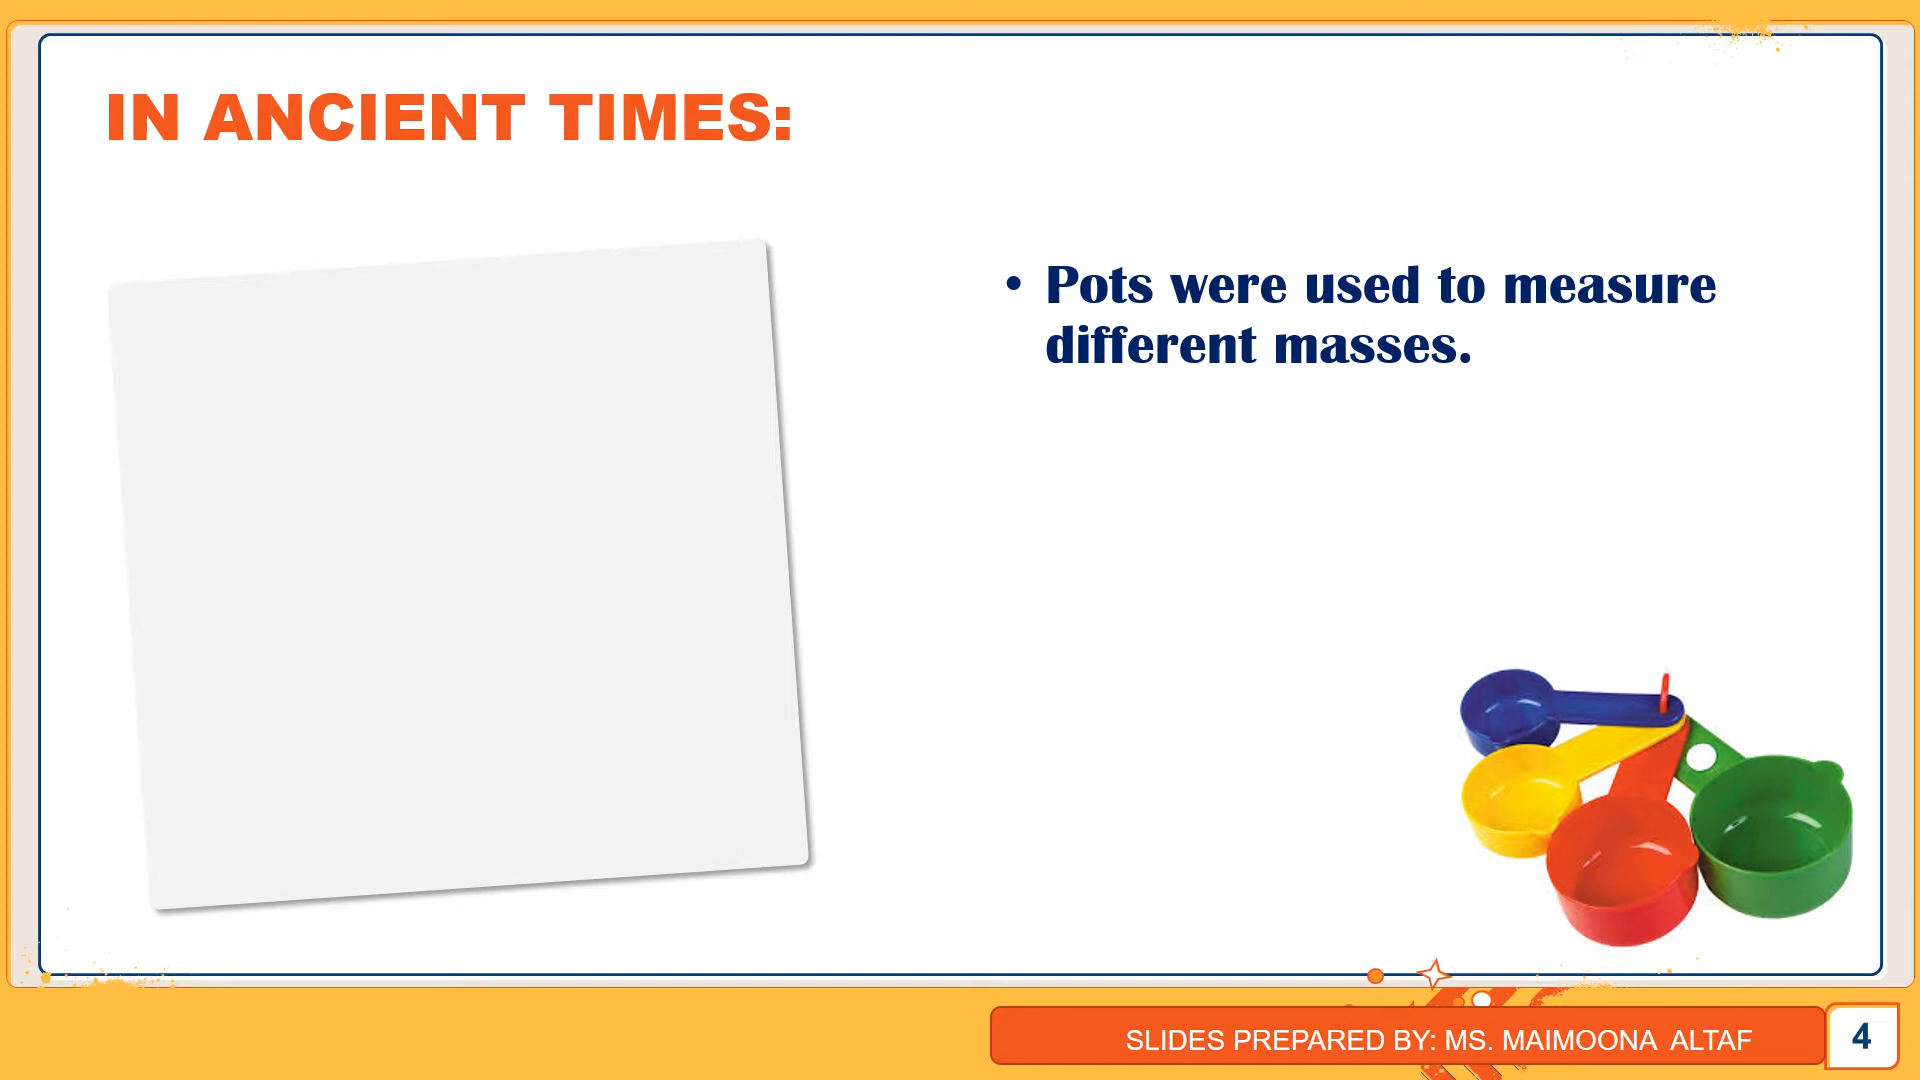 IN ANCIENT TIMES:
• Pots were used to measure
different masses.
SLIDES PREPARED BY: MS. MAIMOONA ALTAF
4